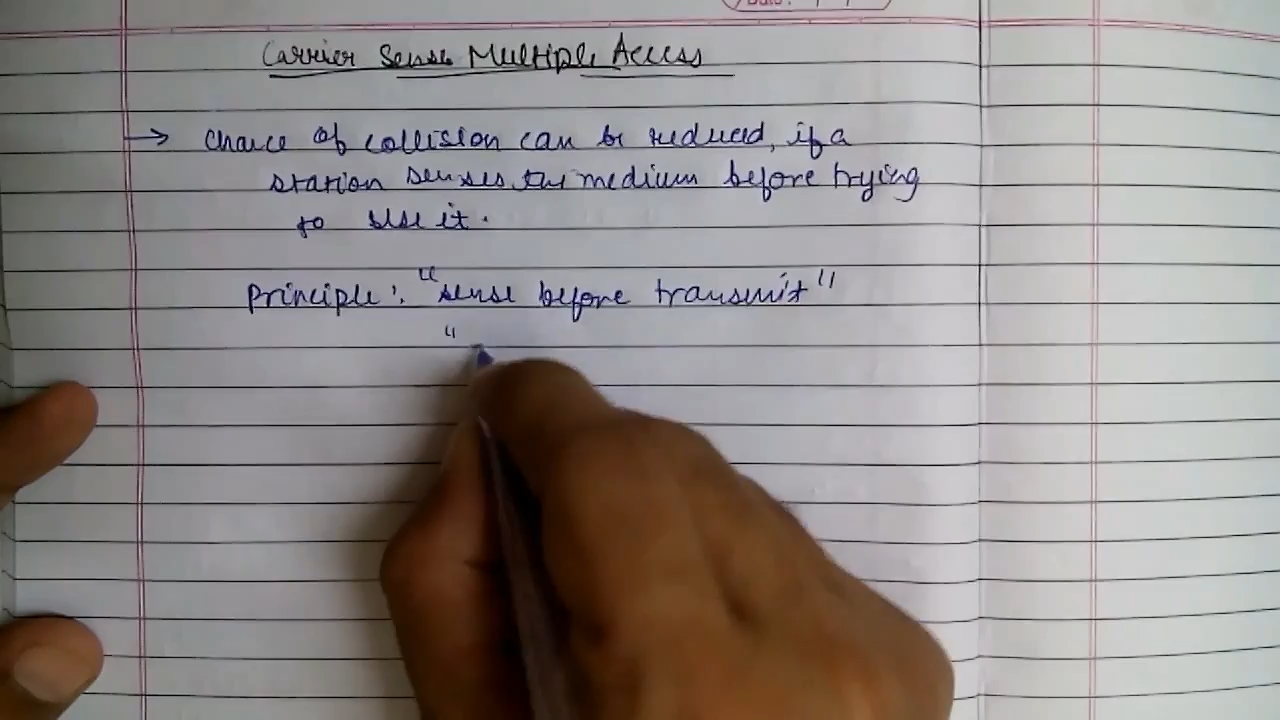 Carrier Sense Multiple Access
→ Chance of collision can be reduced, if a
station senses the medium before trying
to use it.
Principle : "sense before transmit"
"